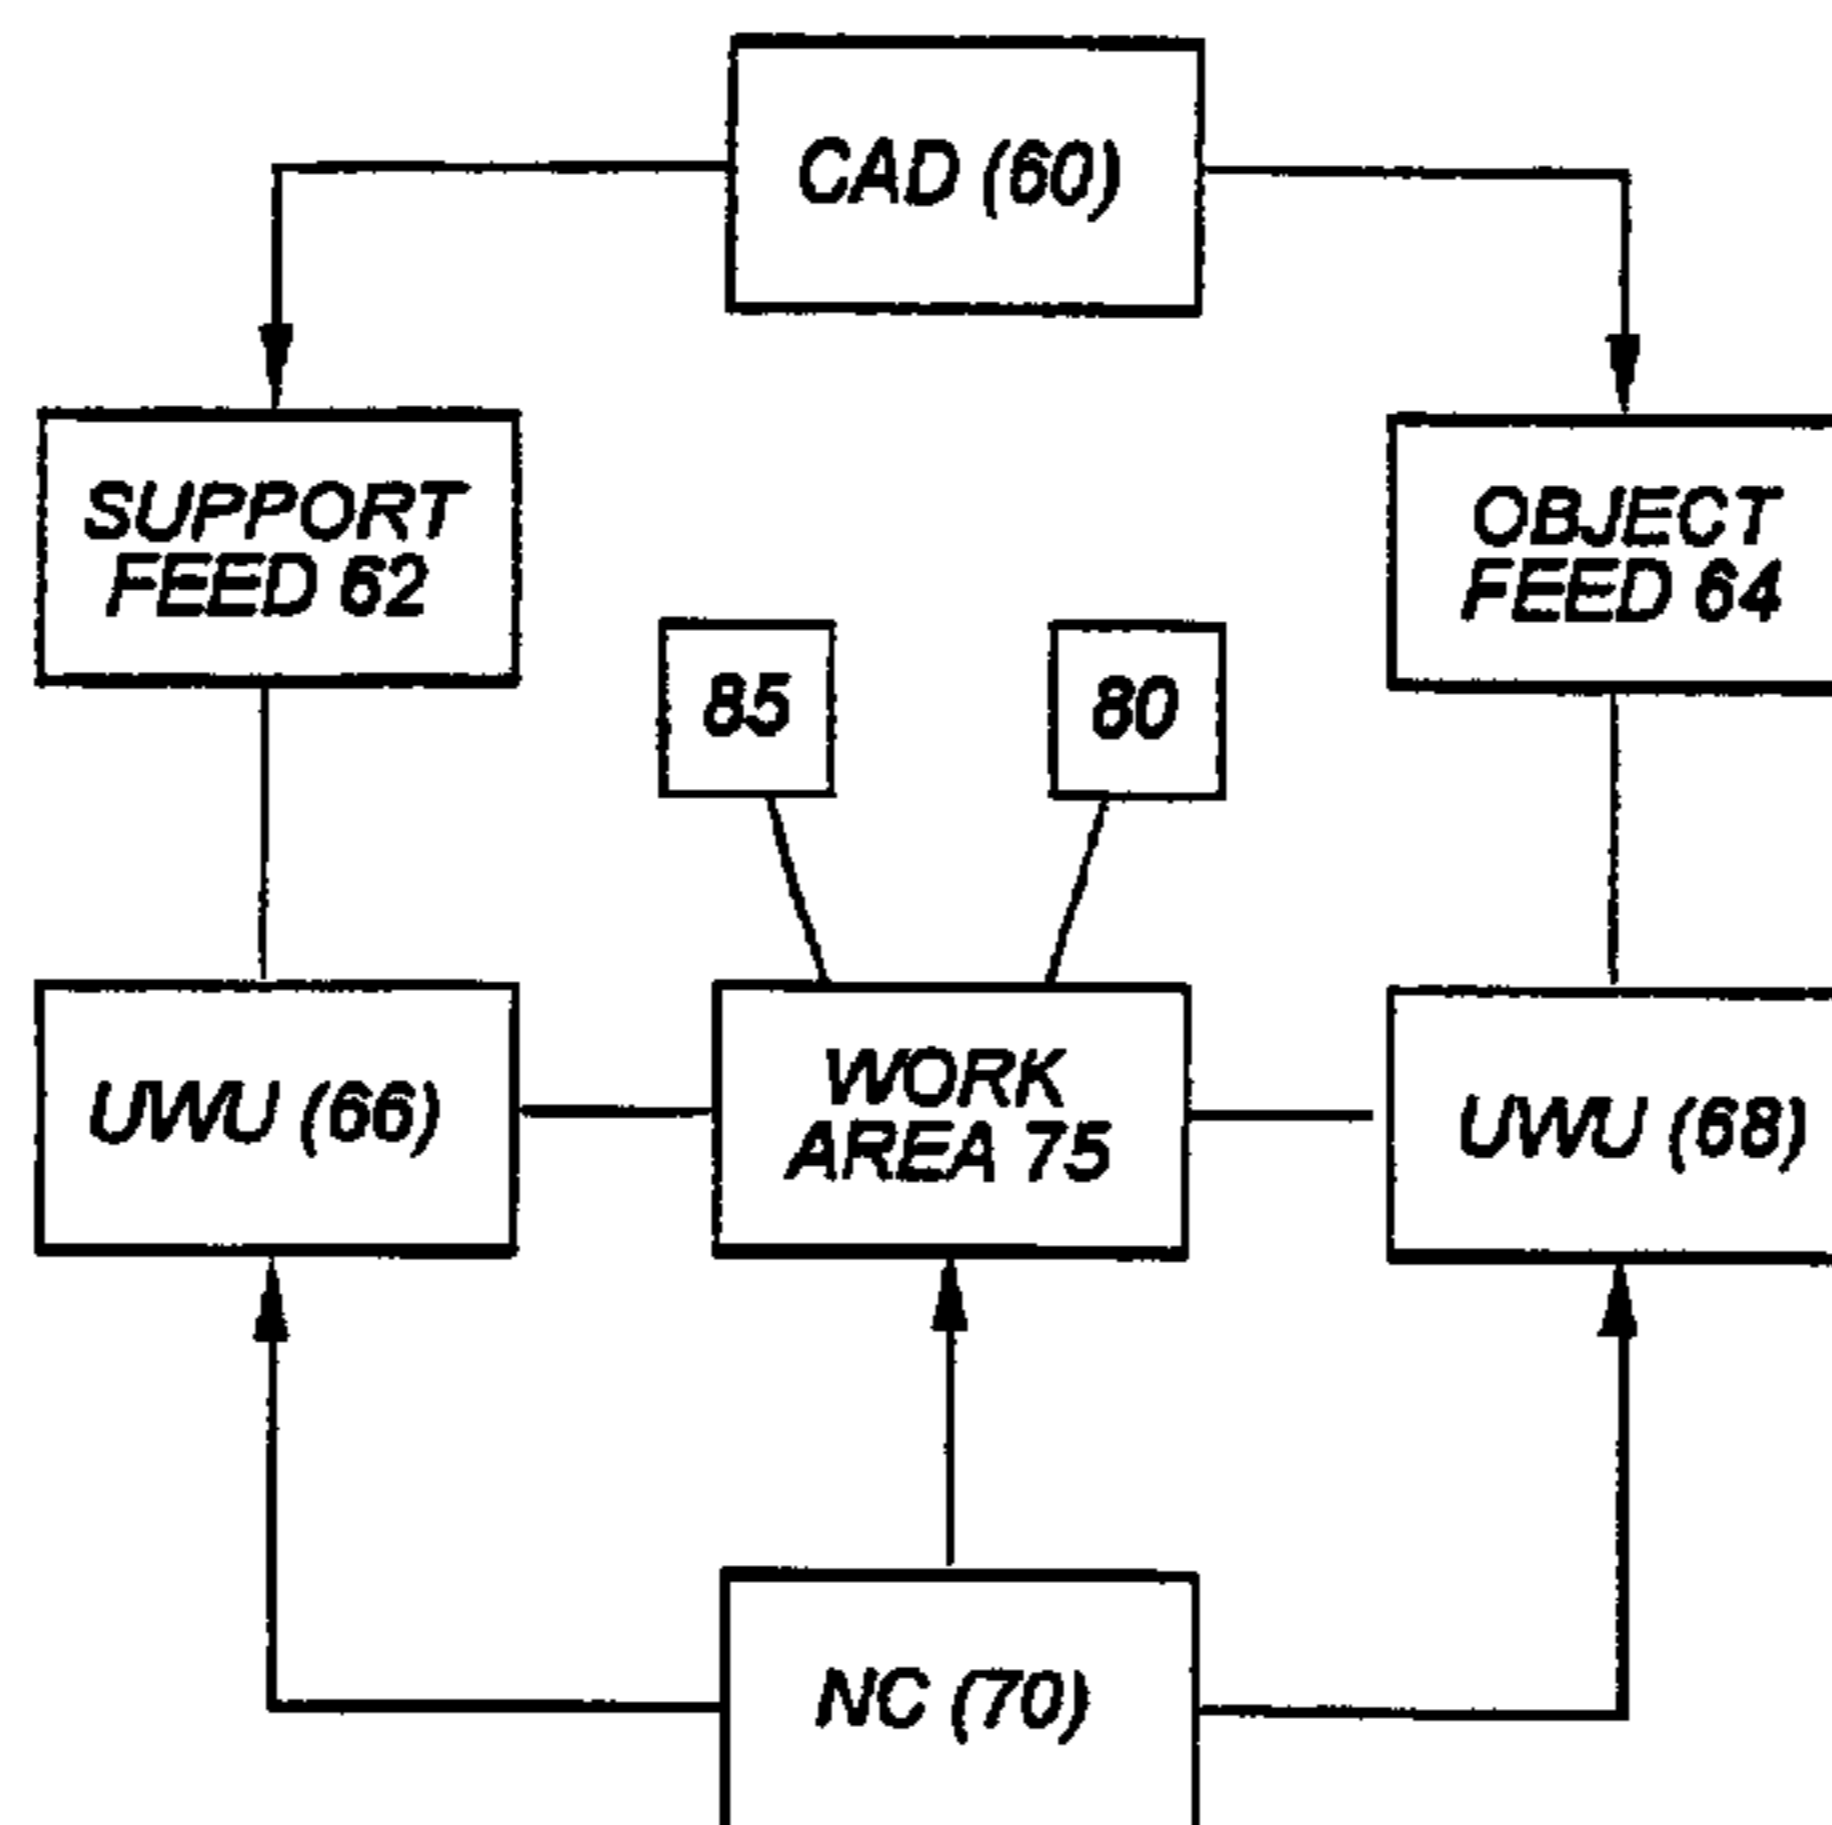 CAD (60)
SUPPORT
FEED 62
OBJECT
FEED 64
85
80
UWU (66)
WORK
AREA 75
UWU (68)
NC (70)